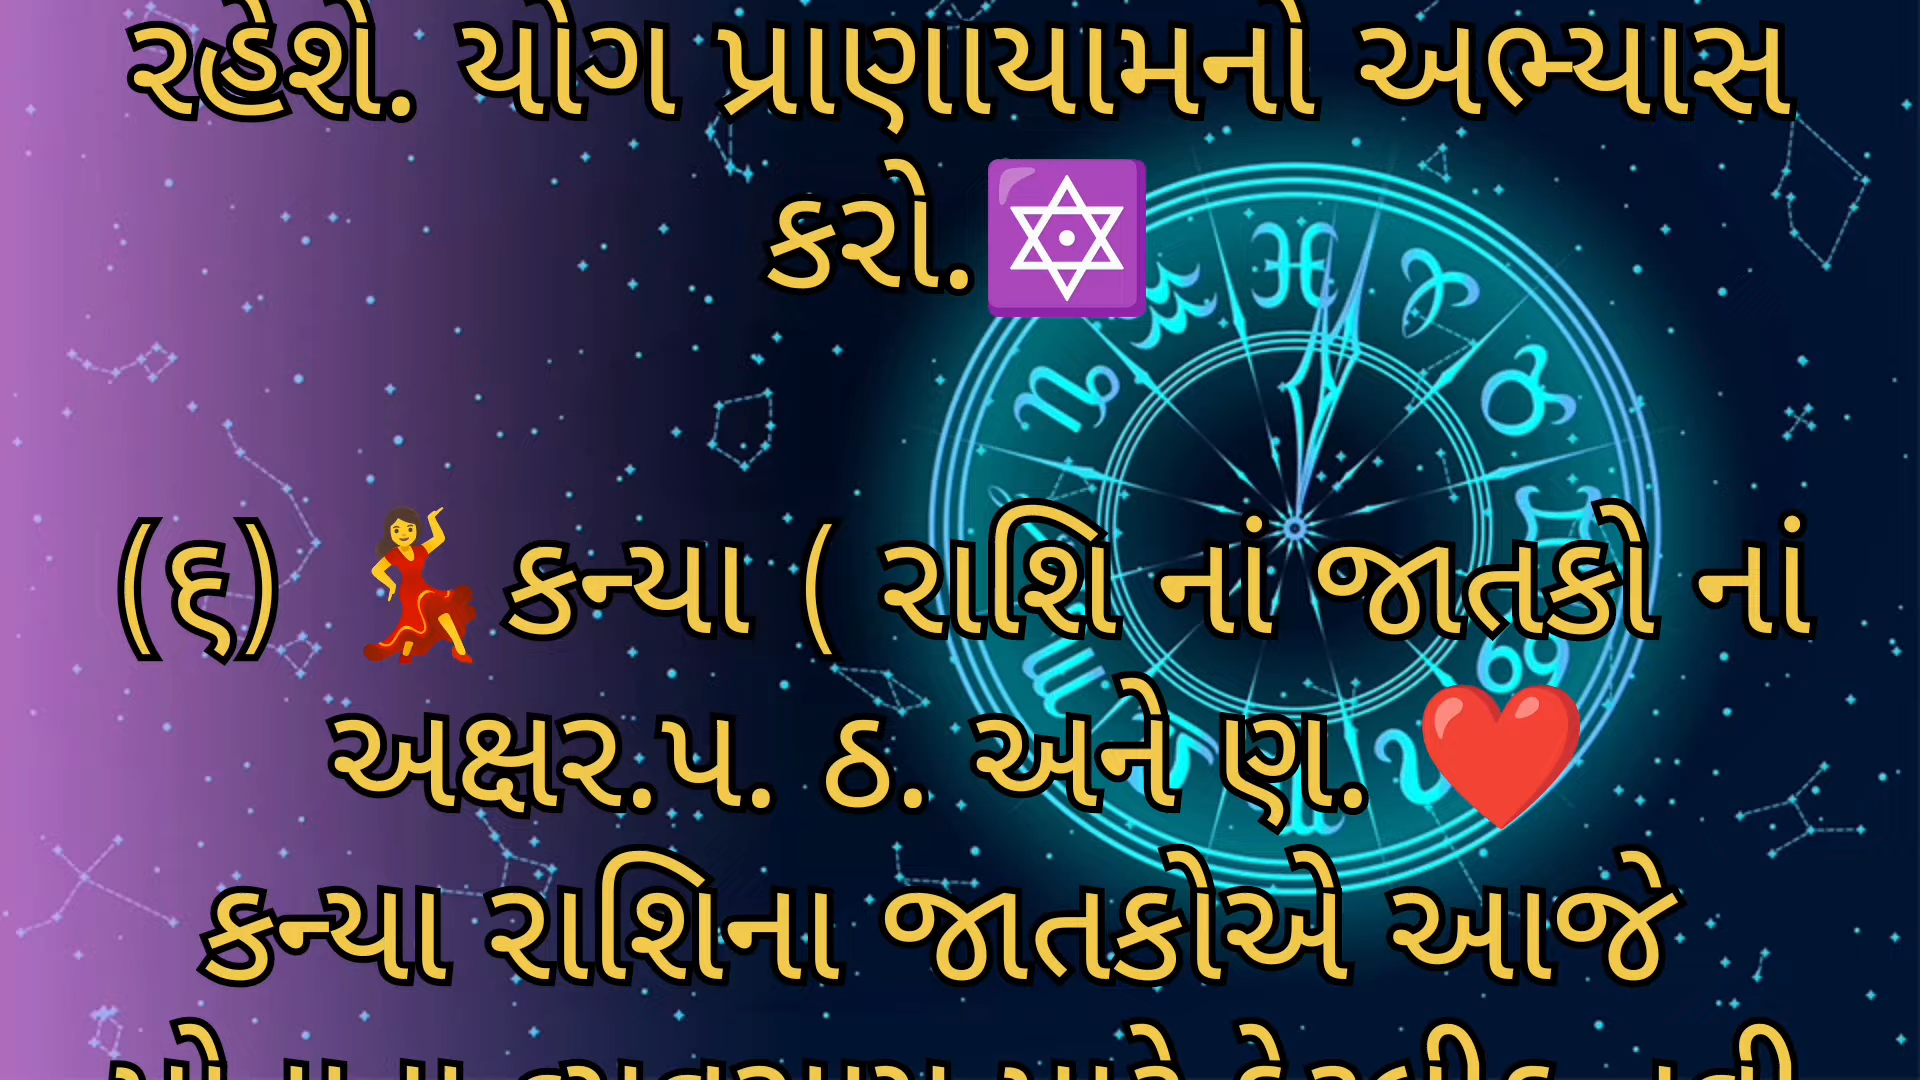 રહેશે. યોગ પ્રાણાયામનો અભ્યાસ
કરો.🔯
(૬) 💃કન્યા ( રાશિ નાં જાતકો નાં
અક્ષર.પ. ઠ. અને ણ. ❤️
કન્યા રાશિના જાતકોએ આજે